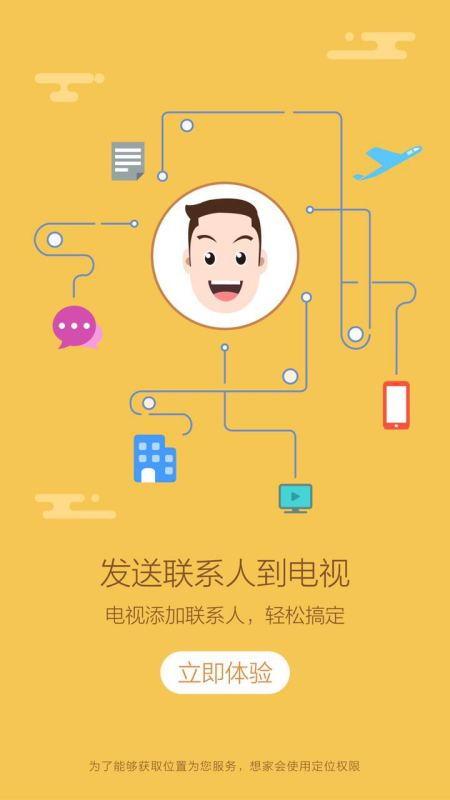 发送联系人到电视
电视添加联系人，轻松搞定
立即体验
为了能够获取位置为您服务，想家会使用定位权限